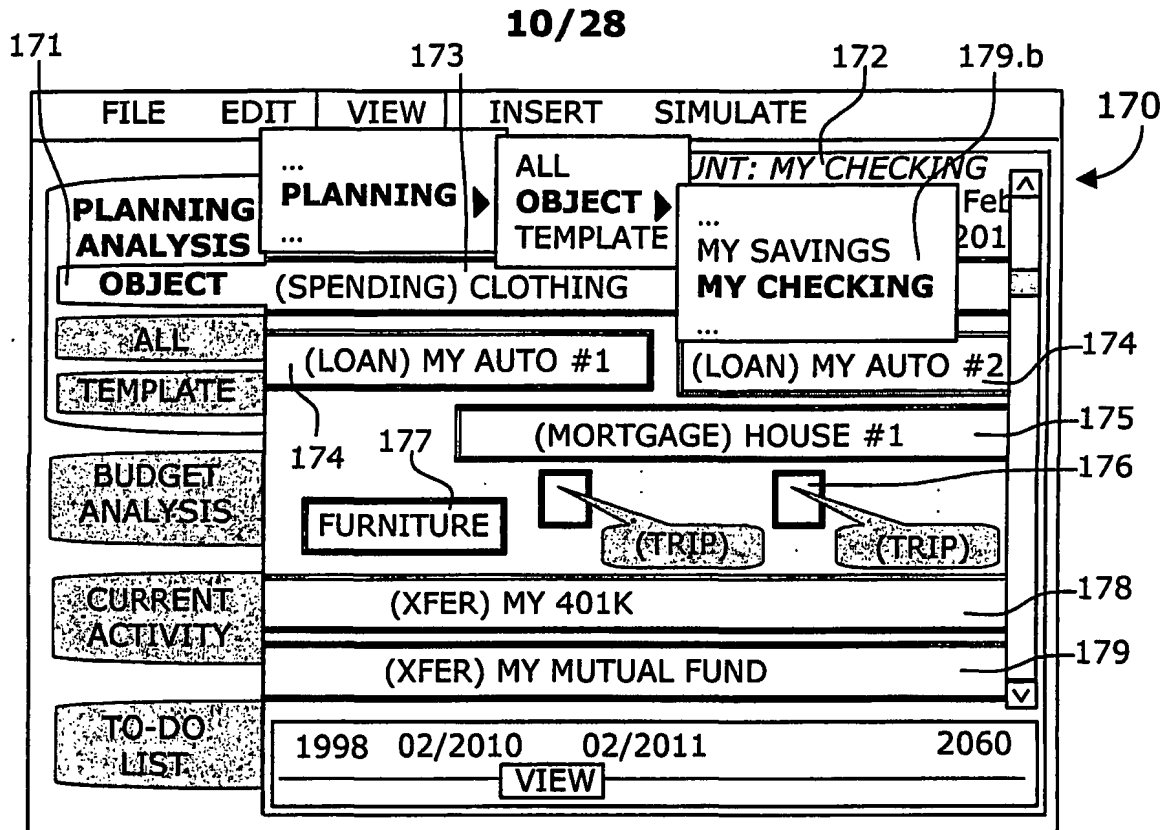 10/28
171
173
172
179.b
170
FILE EDIT VIEW INSERT SIMULATE
...
PLANNING
...
ALL
OBJECT
TEMPLATE
UNT: MY CHECKING
Feb
201
...
MY SAVINGS
MY CHECKING
...
PLANNING
ANALYSIS
OBJECT
ALL
TEMPLATE
BUDGET
ANALYSIS
CURRENT
ACTIVITY
TO-DO
LIST
(SPENDING) CLOTHING
(LOAN) MY AUTO #1
(LOAN) MY AUTO #2
174
174
(MORTGAGE) HOUSE #1
175
177
176
FURNITURE
(TRIP)
(TRIP)
(XFER) MY 401K
178
(XFER) MY MUTUAL FUND
179
1998 02/2010 02/2011 2060
VIEW